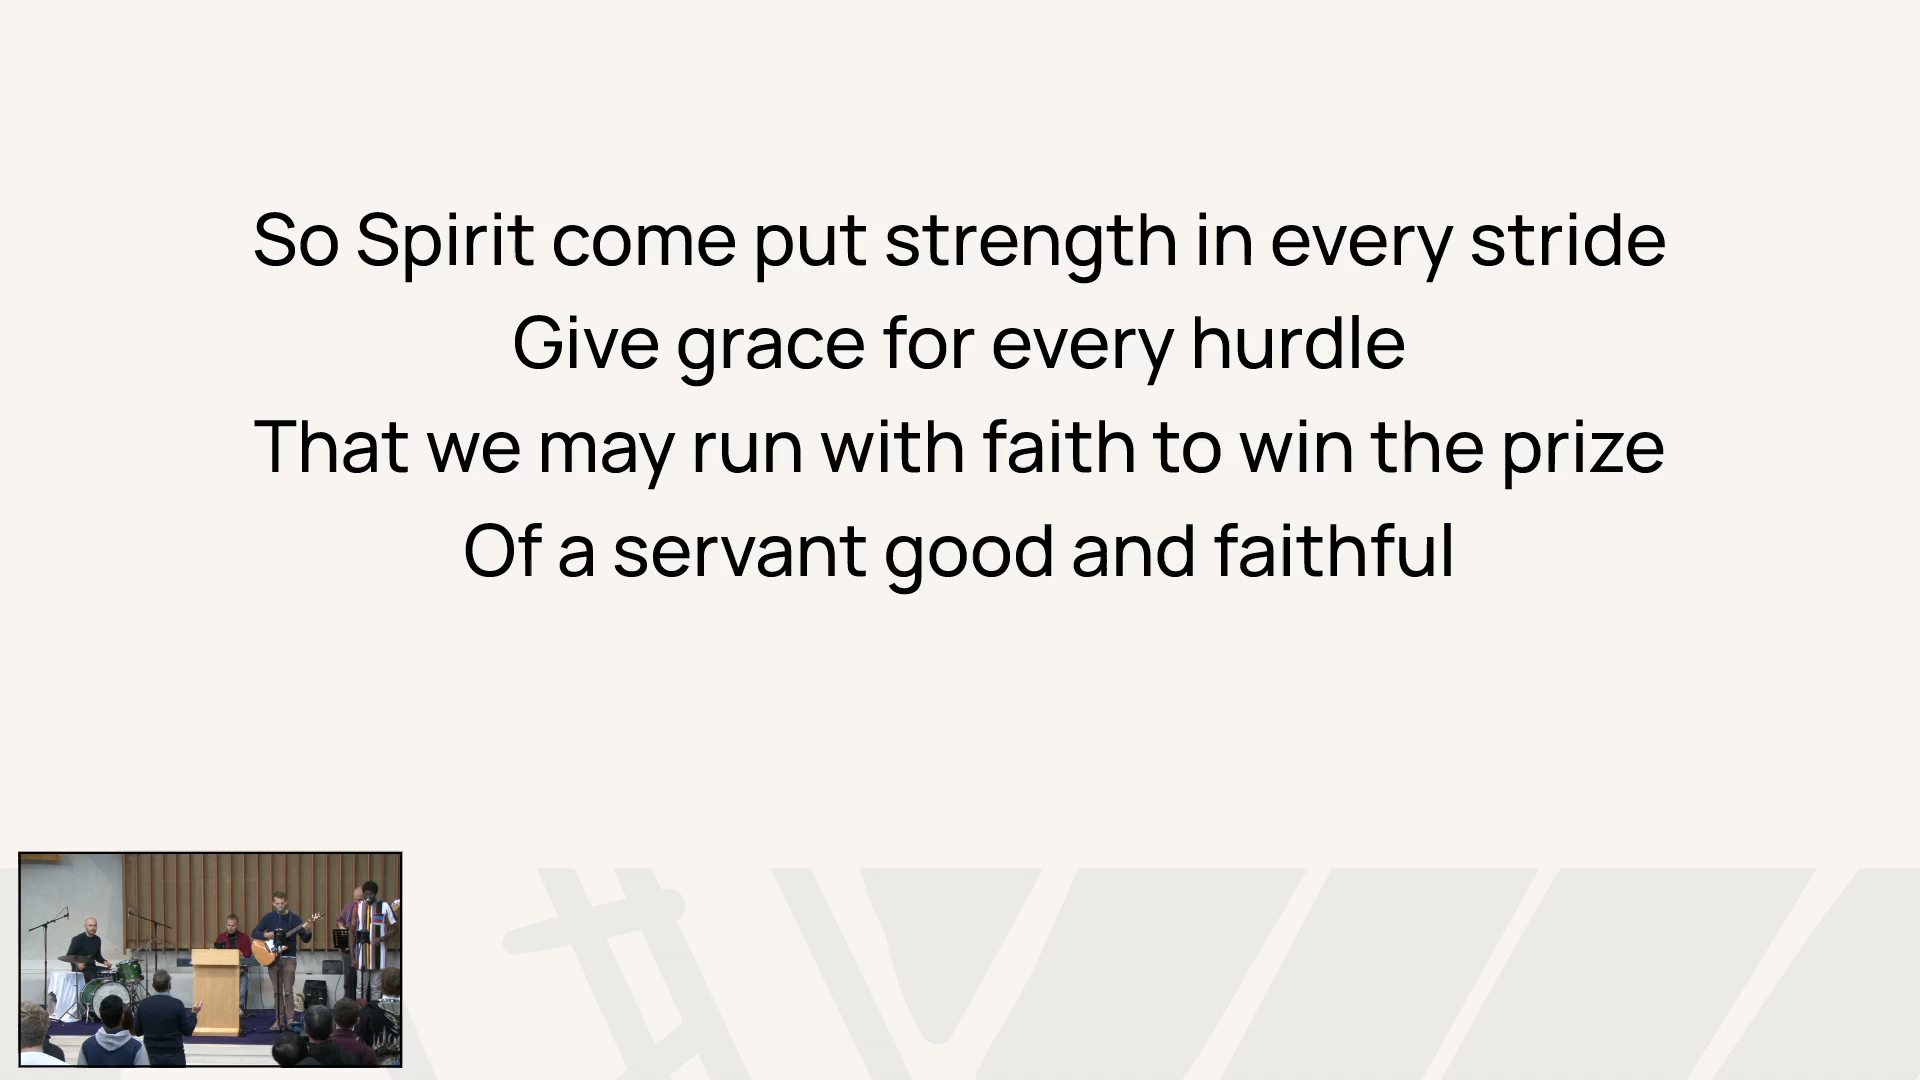 So Spirit come put strength in every stride
Give grace for every hurdle
That we may run with faith to win the prize
Of a servant good and faithful